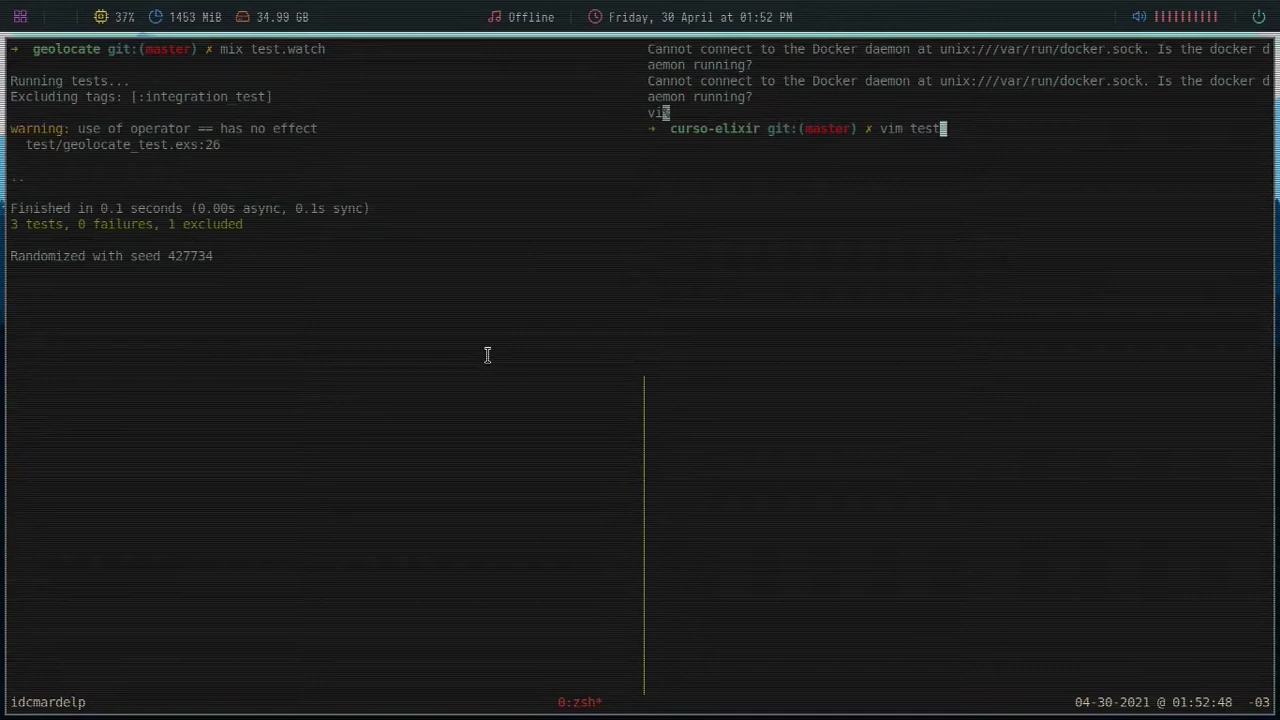 37% 1453 MiB 34.99 GB Offline Friday, 30 April at 01:52 PM
→ geolocate git:(master) ✗ mix test.watch
Running tests...
Excluding tags: [:integration_test]
warning: use of operator == has no effect
test/geolocate_test.exs:26
..
Finished in 0.1 seconds (0.00s async, 0.1s sync)
3 tests, 0 failures, 1 excluded
Randomized with seed 427734
Cannot connect to the Docker daemon at unix:///var/run/docker.sock. Is the docker d
aemon running?
Cannot connect to the Docker daemon at unix:///var/run/docker.sock. Is the docker d
aemon running?
vi%
→ curso-elixir git:(master) ✗ vim test
idcmardelp 0:zsh* 04-30-2021 @ 01:52:48 -03